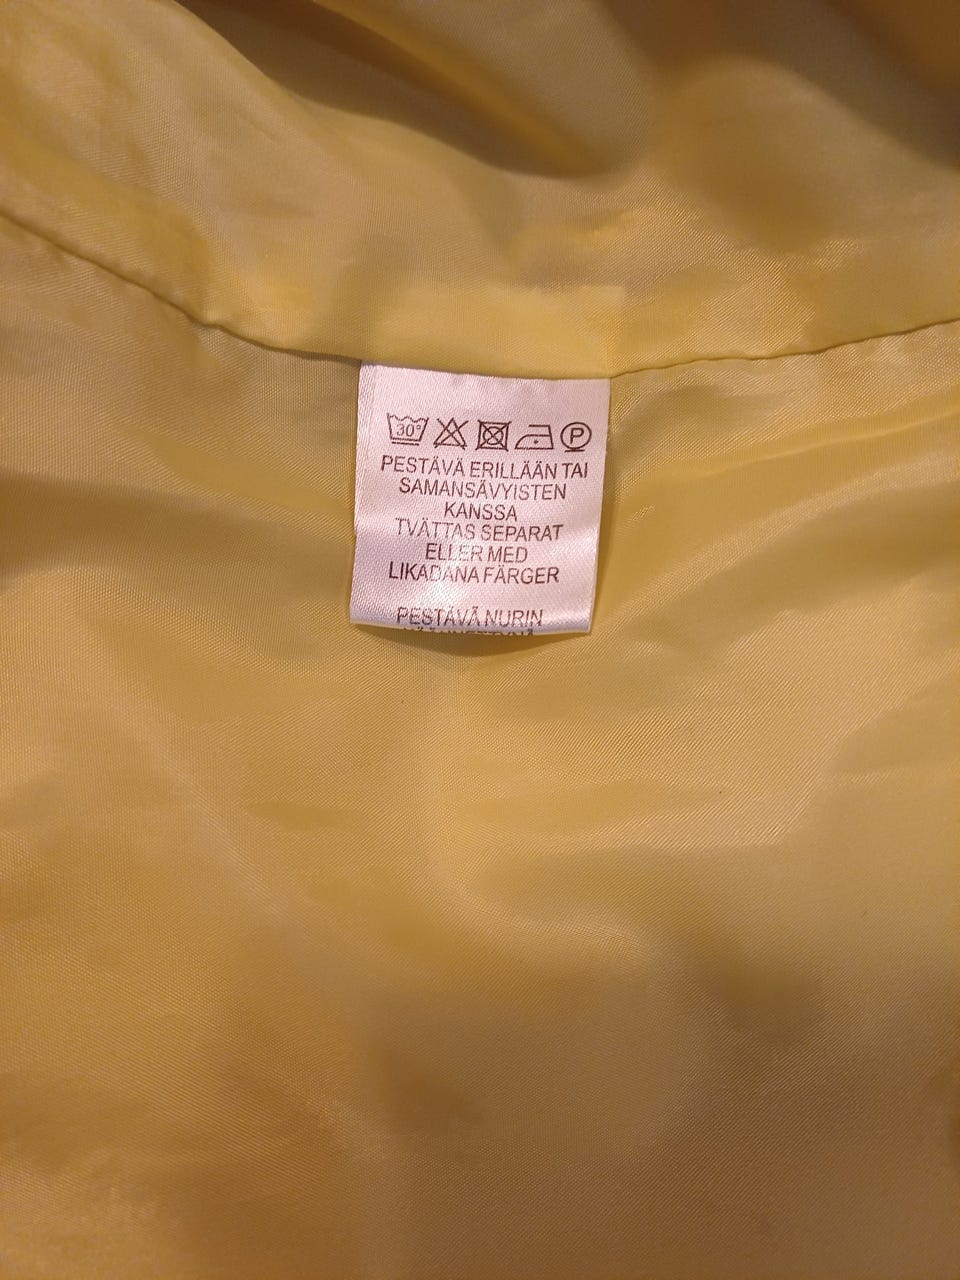 30°
P
PESTÄVÄ ERILLÄÄN TAI
SAMANSÄVYISTEN
KANSSA
TVÄTTAS SEPARAT
ELLER MED
LIKADANA FÄRGER
PESTÄVÄ NURIN